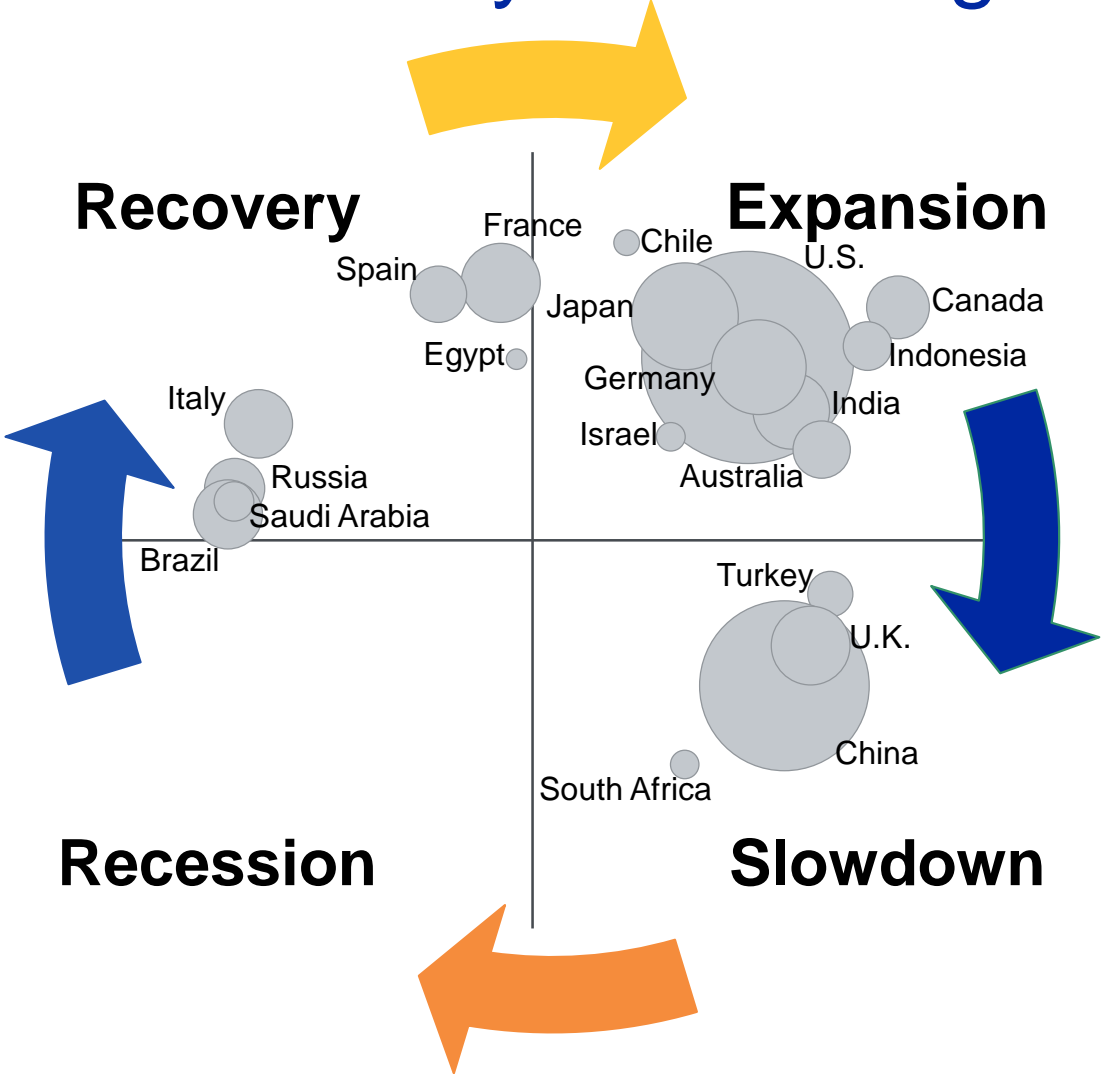 Recovery
Expansion
France
Chile
U.S.
Spain
Canada
Japan
Egypt
Indonesia
Germany
Italy
India
Israel
Russia
Australia
Saudi Arabia
Brazil
Turkey
U.K.
China
South Africa
Recession
Slowdown